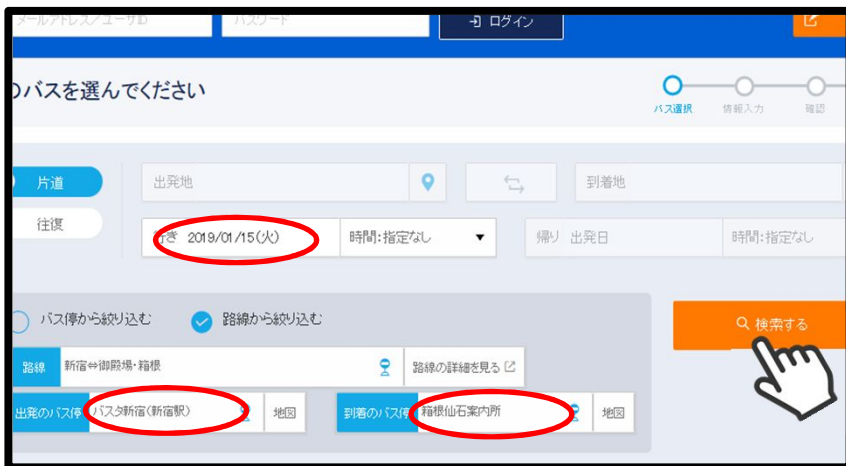 メールアドレス/ユーザID パスワード ログイン
のバスを選んでください
バス選択 情報入力 確認
片道 出発地 到着地
往復 行き 2019/01/15(火) 時間:指定なし 帰り 出発日 時間:指定なし
バス停から絞り込む 路線から絞り込む 検索する
路線 新宿⇔御殿場・箱根 路線の詳細を見る
出発のバス停 バスタ新宿(新宿駅) 地図 到着のバス停 箱根仙石案内所 地図